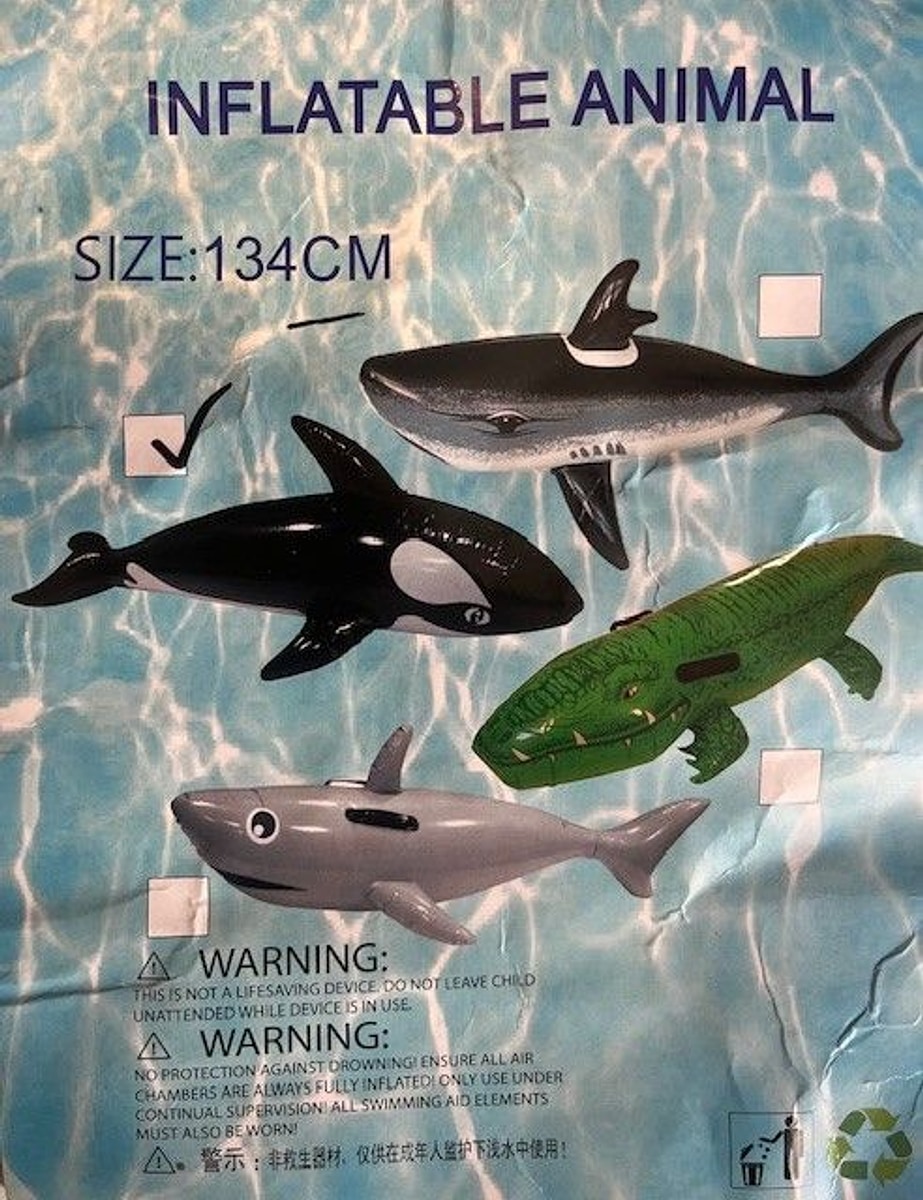 INFLATABLE ANIMAL
SIZE:134CM
WARNING:
THIS IS NOT A LIFESAVING DEVICE. DO NOT LEAVE CHILD
UNATTENDED WHILE DEVICE IS IN USE.
WARNING:
NO PROTECTION AGAINST DROWNING! ENSURE ALL AIR
CHAMBERS ARE ALWAYS FULLY INFLATED! ONLY USE UNDER
CONTINUAL SUPERVISION! ALL SWIMMING AID ELEMENTS
MUST ALSO BE WORN!
警示：非救生器材，仅供在成年人监护下浅水中使用！